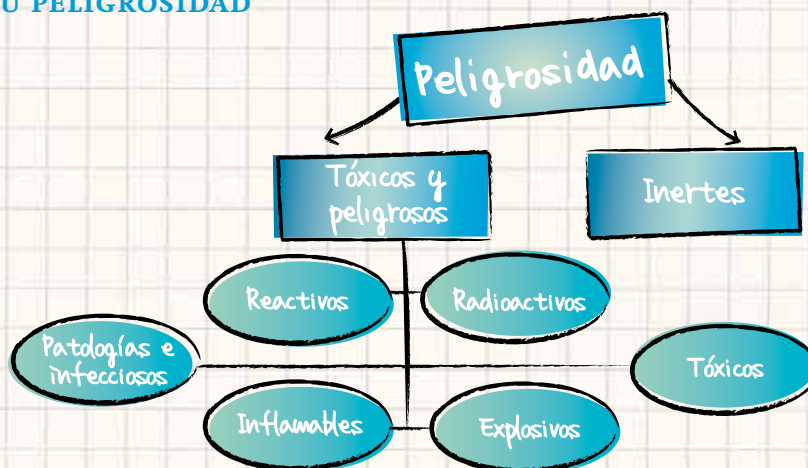 U PELIGROSIDAD
Peligrosidad
Tóxicos y
peligrosos
Inertes
Reactivos
Radioactivos
Patologías e
infecciosos
Tóxicos
Inflamables
Explosivos